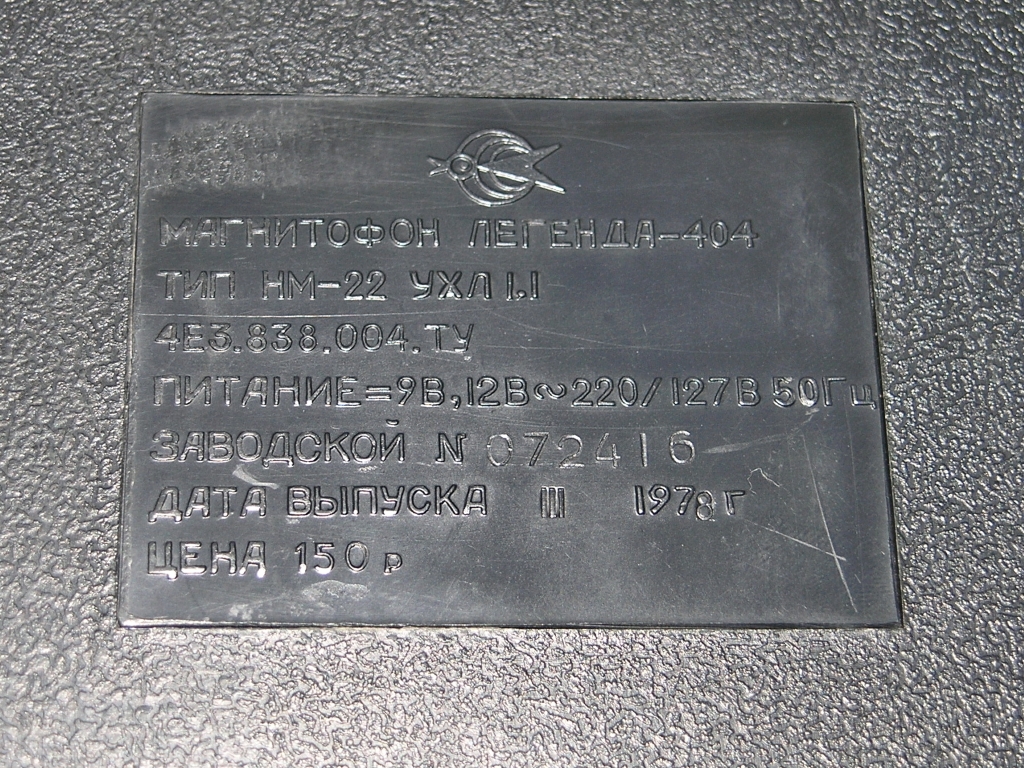 МАГНИТОФОН ЛЕГЕНДА-404
ТИП НМ-22 УХЛ 1.1
4Е3.838.004.ТУ
ПИТАНИЕ=9В,12В~220/127В 50Гц
ЗАВОДСКОЙ N 072416
ДАТА ВЫПУСКА III 1978 г
ЦЕНА 150 р